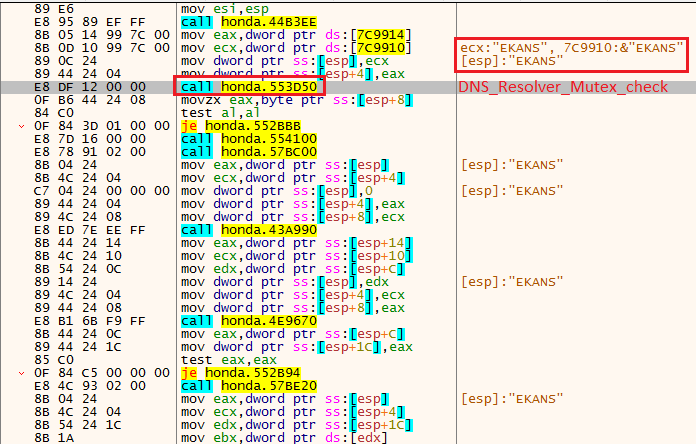 89 E6 mov esi,esp
E8 95 89 EF FF call honda.44B3EE
8B 05 14 99 7C 00 mov eax,dword ptr ds:[7C9914]
8B 0D 10 99 7C 00 mov ecx,dword ptr ds:[7C9910] ecx:"EKANS", 7C9910:&"EKANS"
89 0C 24 mov dword ptr ss:[esp],ecx [esp]:"EKANS"
89 44 24 04 mov dword ptr ss:[esp+4],eax
E8 DF 12 00 00 call honda.553D50 DNS_Resolver_Mutex_check
0F B6 44 24 08 movzx eax,byte ptr ss:[esp+8]
84 C0 test al,al
0F 84 3D 01 00 00 je honda.552BBB
E8 7D 16 00 00 call honda.554100
E8 78 91 02 00 call honda.57BC00
8B 04 24 mov eax,dword ptr ss:[esp] [esp]:"EKANS"
8B 4C 24 04 mov ecx,dword ptr ss:[esp+4]
C7 04 24 00 00 00 00 mov dword ptr ss:[esp],0 [esp]:"EKANS"
89 44 24 04 mov dword ptr ss:[esp+4],eax
89 4C 24 08 mov dword ptr ss:[esp+8],ecx
E8 ED 7E EE FF call honda.43A990
8B 44 24 14 mov eax,dword ptr ss:[esp+14]
8B 4C 24 10 mov ecx,dword ptr ss:[esp+10]
8B 54 24 0C mov edx,dword ptr ss:[esp+C]
89 14 24 mov dword ptr ss:[esp],edx [esp]:"EKANS"
89 4C 24 04 mov dword ptr ss:[esp+4],ecx
89 44 24 08 mov dword ptr ss:[esp+8],eax
E8 B1 6B F9 FF call honda.4E9670
8B 44 24 0C mov eax,dword ptr ss:[esp+C]
89 44 24 1C mov dword ptr ss:[esp+1C],eax
85 C0 test eax,eax
0F 84 C5 00 00 00 je honda.552B94
E8 4C 93 02 00 call honda.57BE20
8B 04 24 mov eax,dword ptr ss:[esp] [esp]:"EKANS"
8B 4C 24 04 mov ecx,dword ptr ss:[esp+4]
8B 54 24 1C mov edx,dword ptr ss:[esp+1C]
8B 1A mov ebx,dword ptr ds:[edx]